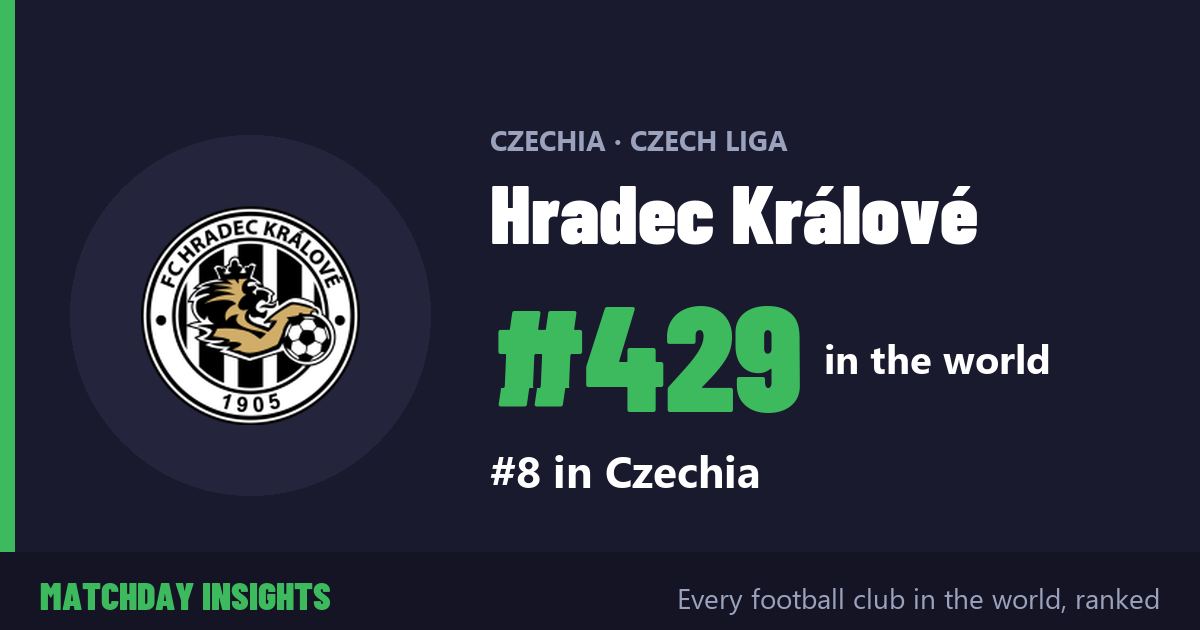 CZECHIA · CZECH LIGA
Hradec Králové
FC HRADEC KRÁLOVÉ
1905
#429 in the world
#8 in Czechia
MATCHDAY INSIGHTS
Every football club in the world, ranked